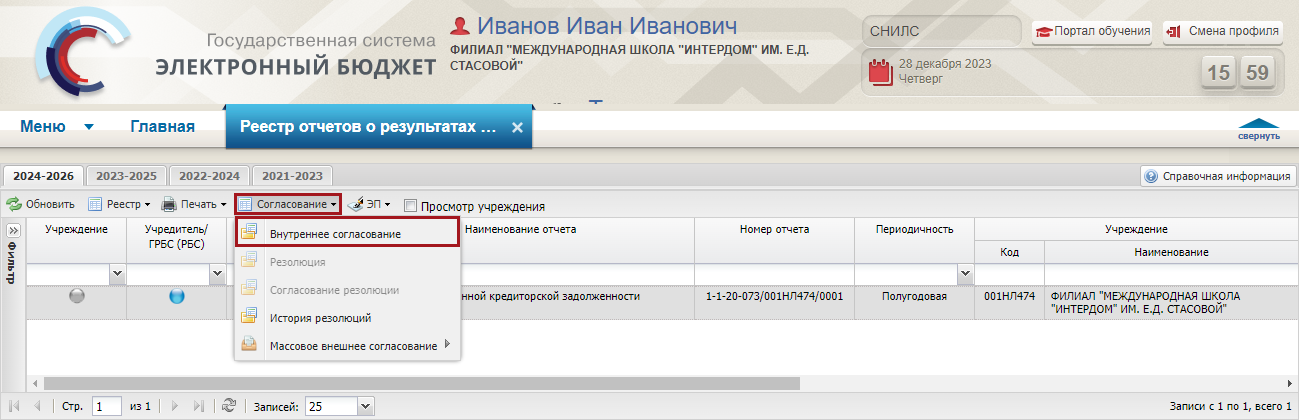 Государственная система
ЭЛЕКТРОННЫЙ БЮДЖЕТ
Иванов Иван Иванович
ФИЛИАЛ "МЕЖДУНАРОДНАЯ ШКОЛА "ИНТЕРДОМ" ИМ. Е.Д.
СТАСОВОЙ"
СНИЛС
Портал обучения
Смена профиля
28 декабря 2023
Четверг
15 59
Меню
Главная
Реестр отчетов о результатах ...
свернуть
2024-2026
2023-2025
2022-2024
2021-2023
Справочная информация
Обновить
Реестр
Печать
Согласование
ЭП
Просмотр учреждения
Фильтр
Учреждение
Учредитель/
ГРБС (РБС)
Наименование отчета
Номер отчета
Периодичность
Учреждение
Код
Наименование
Внутреннее согласование
Резолюция
Согласование резолюции
История резолюций
Массовое внешнее согласование
нной кредиторской задолженности
1-1-20-073/001НЛ474/0001
Полугодовая
001НЛ474
ФИЛИАЛ "МЕЖДУНАРОДНАЯ ШКОЛА
"ИНТЕРДОМ" ИМ. Е.Д. СТАСОВОЙ"
Стр. 1 из 1
Записей: 25
Записи с 1 по 1, всего 1